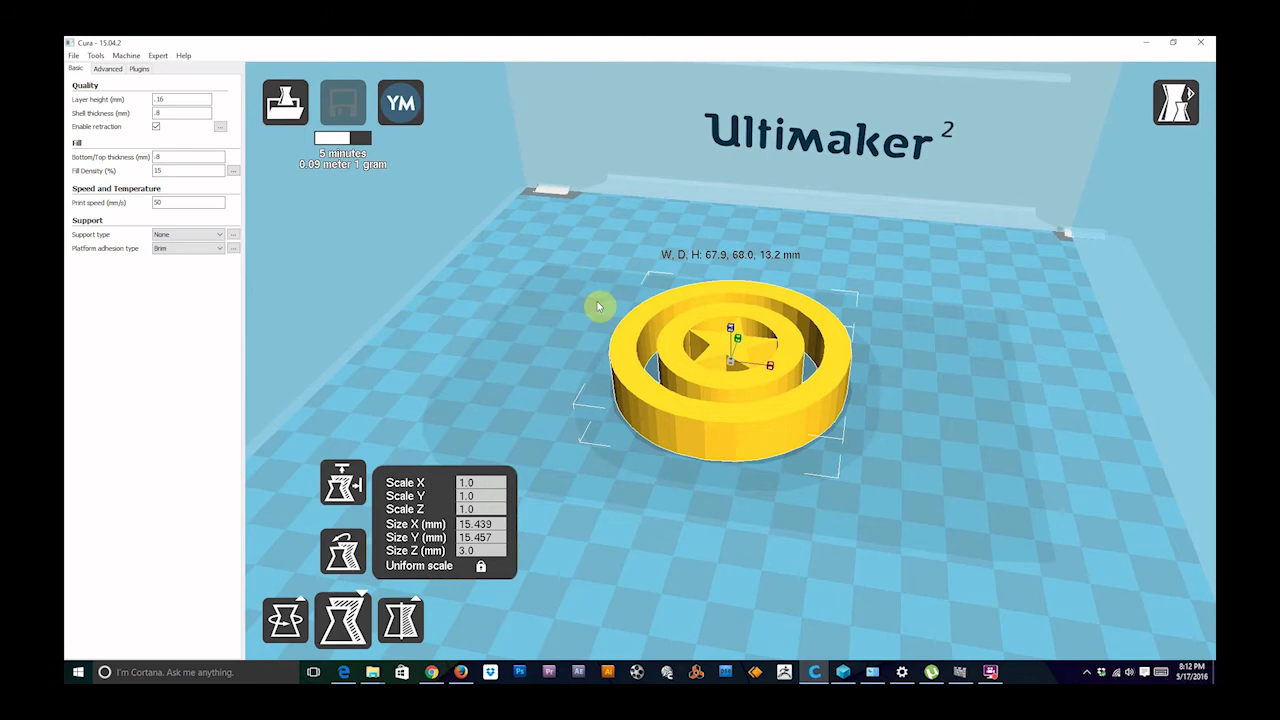 Cura - 15.04.2
File Tools Machine Expert Help
Basic Advanced Plugins
Quality
Layer height (mm) .16
Shell thickness (mm) .8
Enable retraction ...
Fill
Bottom/Top thickness (mm) .8
Fill Density (%) 15 ...
Speed and Temperature
Print speed (mm/s) 50
Support
Support type None ...
Platform adhesion type Brim ...
YM
5 minutes
0.09 meter 1 gram
Ultimaker 2
W, D, H: 67.9, 68.0, 13.2 mm
Scale X 1.0
Scale Y 1.0
Scale Z 1.0
Size X (mm) 15.439
Size Y (mm) 15.457
Size Z (mm) 3.0
Uniform scale
I'm Cortana. Ask me anything.
Ps Pr Ae Ai
8:12 PM
5/17/2016